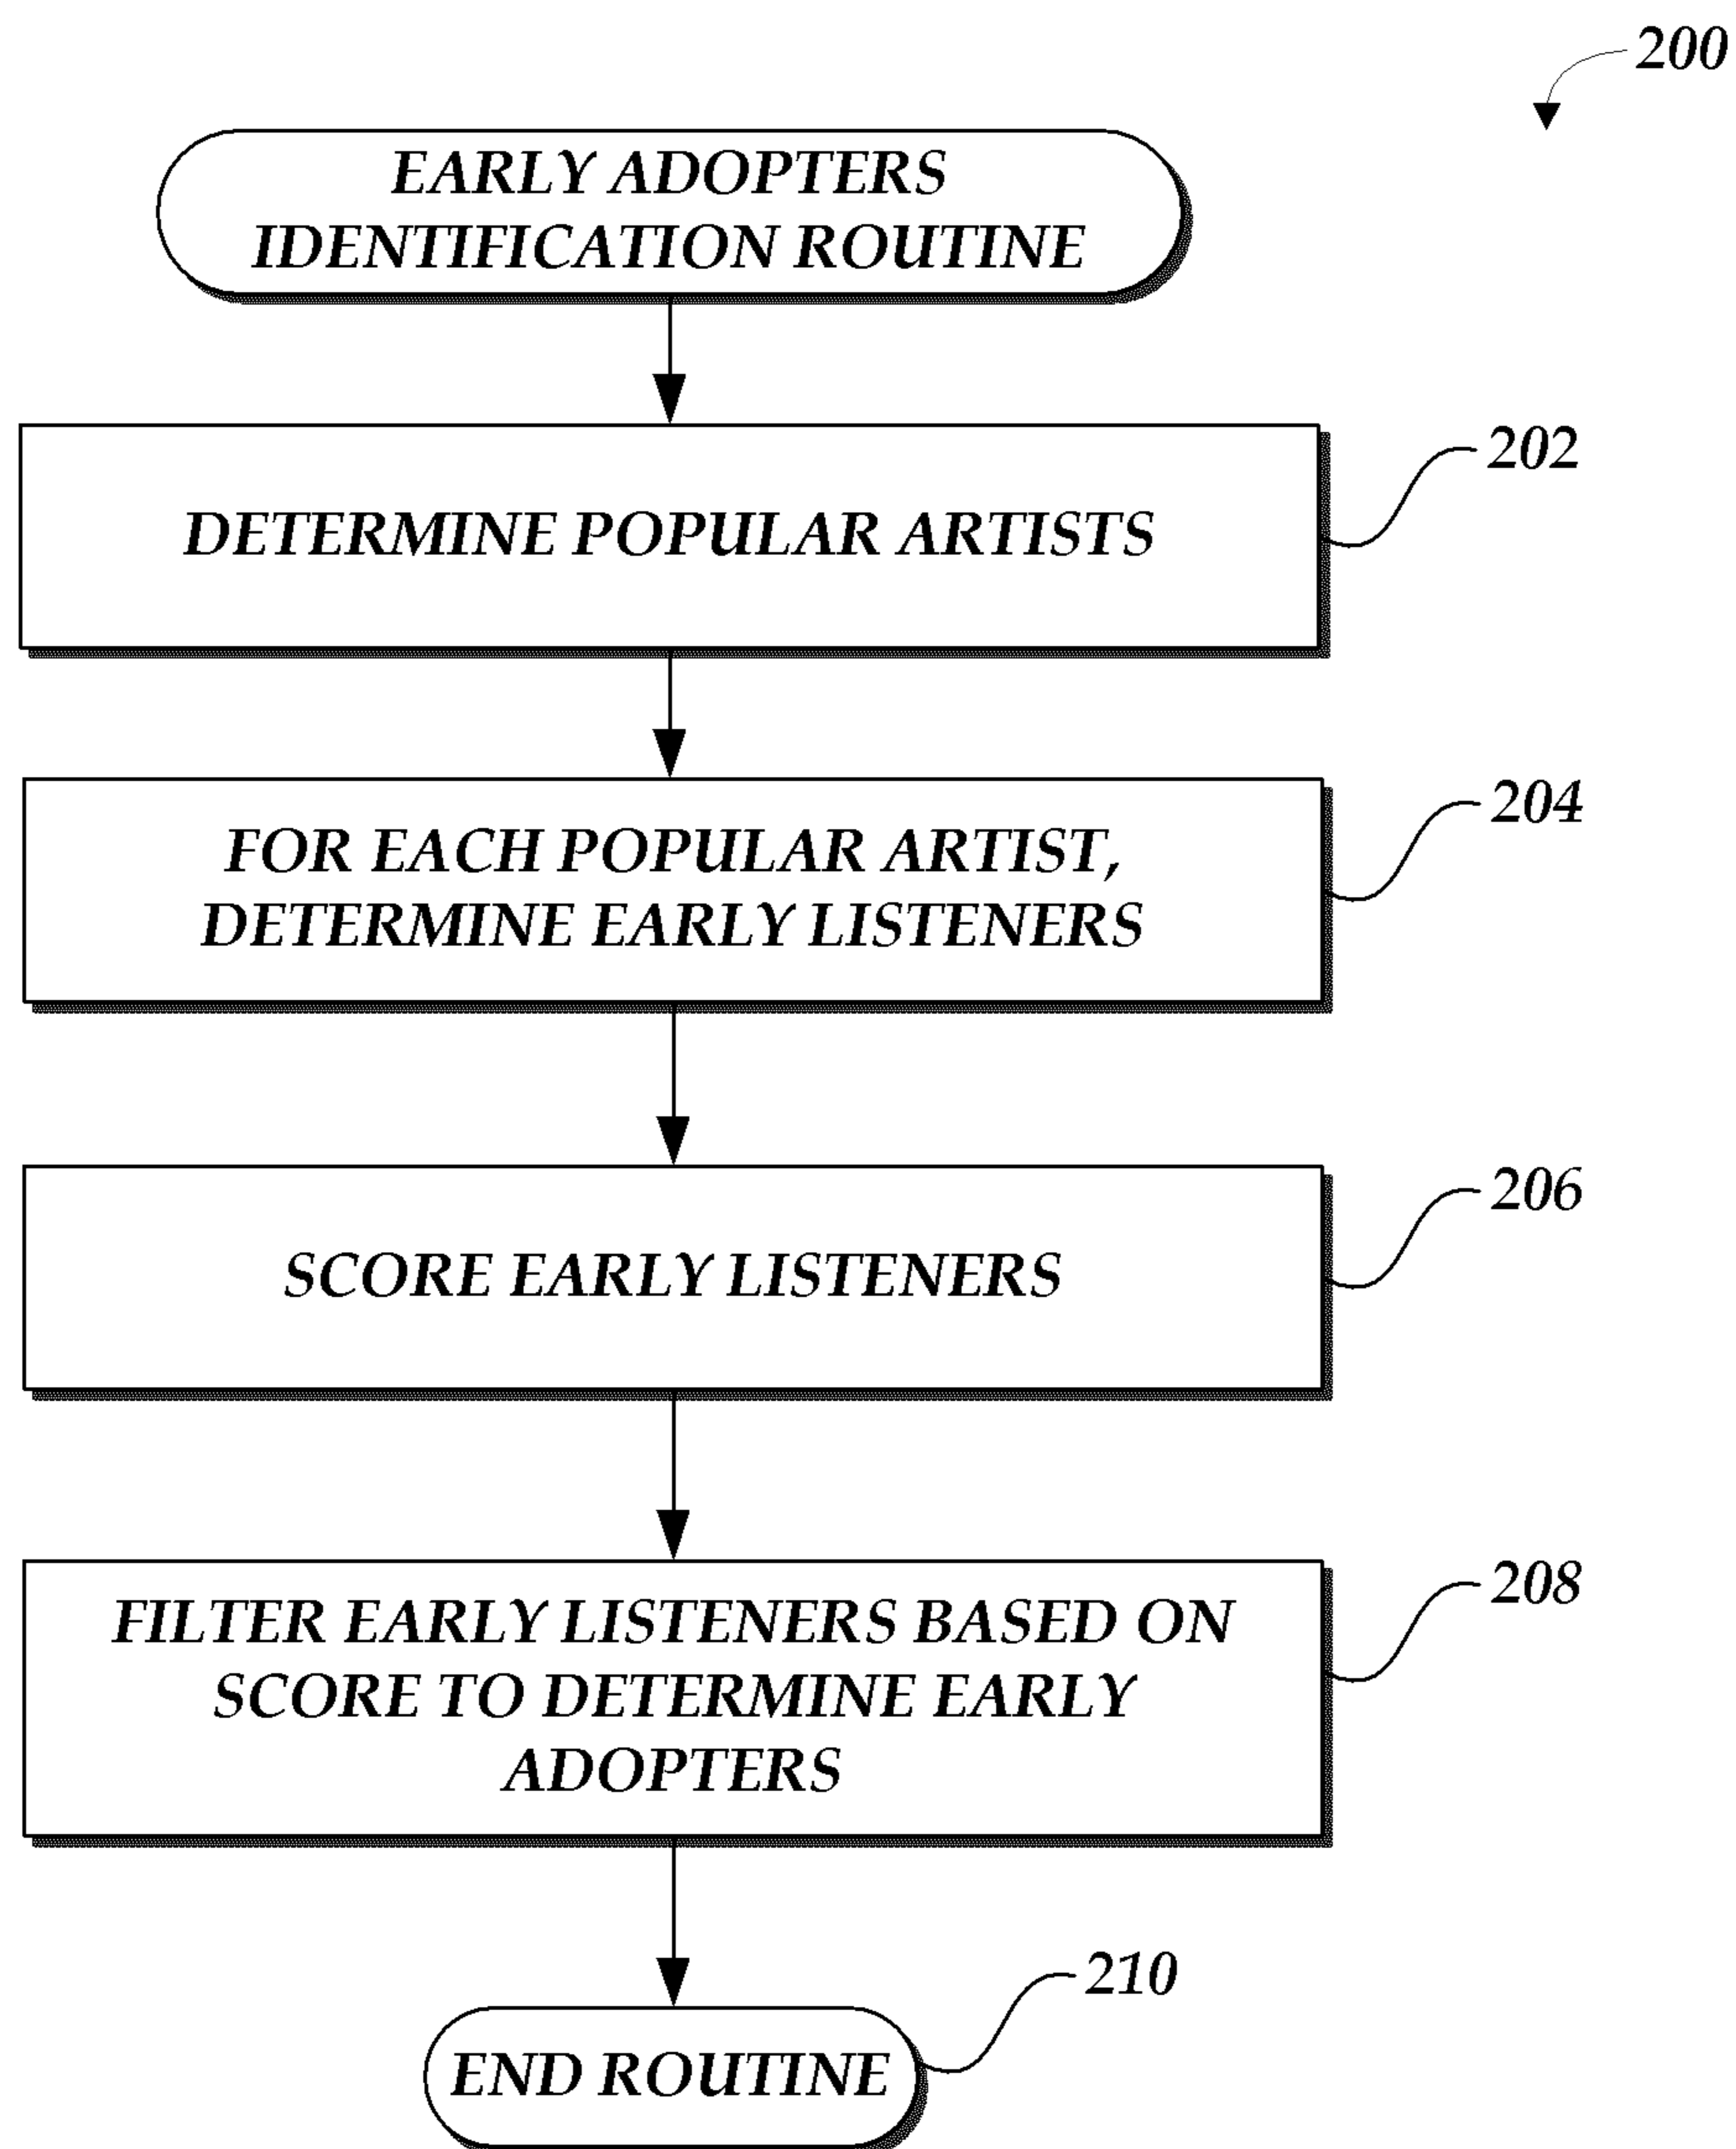 200
EARLY ADOPTERS
IDENTIFICATION ROUTINE
202
DETERMINE POPULAR ARTISTS
204
FOR EACH POPULAR ARTIST,
DETERMINE EARLY LISTENERS
206
SCORE EARLY LISTENERS
208
FILTER EARLY LISTENERS BASED ON
SCORE TO DETERMINE EARLY
ADOPTERS
210
END ROUTINE